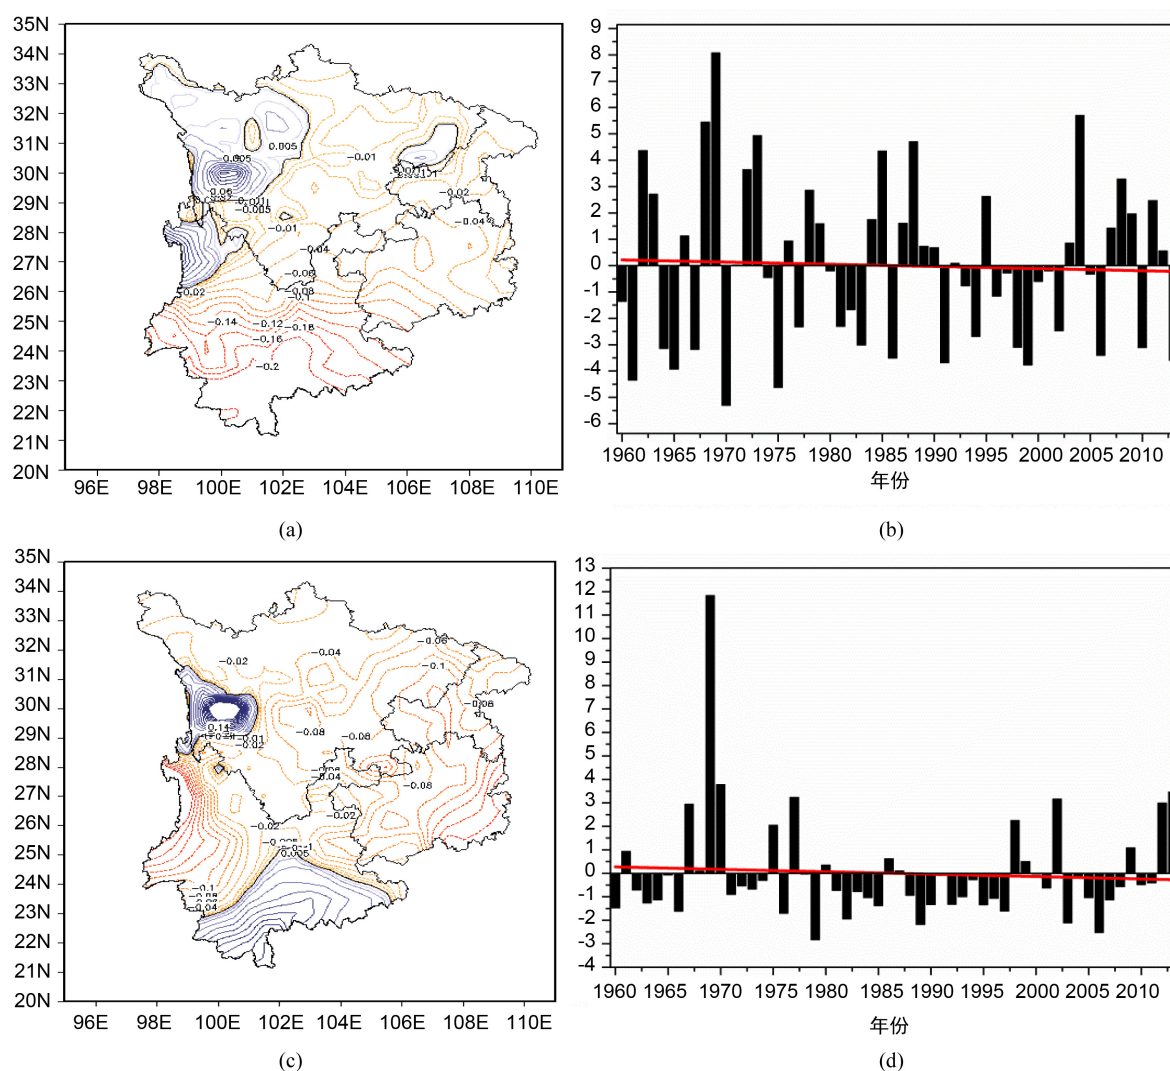 35N
34N
33N
32N
31N
30N
29N
28N
27N
26N
25N
24N
23N
22N
21N
20N
96E 98E 100E 102E 104E 106E 108E 110E
0.005
0.005
−0.01
0.06
−0.005
−0.01
−0.02
−0.04
−0.04
−0.06
−0.08
−0.1
−0.02
−0.14
−0.12
−0.18
−0.16
−0.2
(a)
9
8
7
6
5
4
3
2
1
0
-1
-2
-3
-4
-5
-6
1960 1965 1970 1975 1980 1985 1990 1995 2000 2005 2010
年份
(b)
35N
34N
33N
32N
31N
30N
29N
28N
27N
26N
25N
24N
23N
22N
21N
20N
96E 98E 100E 102E 104E 106E 108E 110E
−0.02
−0.04
−0.06
−0.1
−0.08
0.14
−0.01
−0.02
−0.08
−0.08
−0.04
−0.08
−0.02
−0.02
0.005
−0.1
−0.04
(c)
13
12
11
10
9
8
7
6
5
4
3
2
1
0
-1
-2
-3
-4
1960 1965 1970 1975 1980 1985 1990 1995 2000 2005 2010
年份
(d)